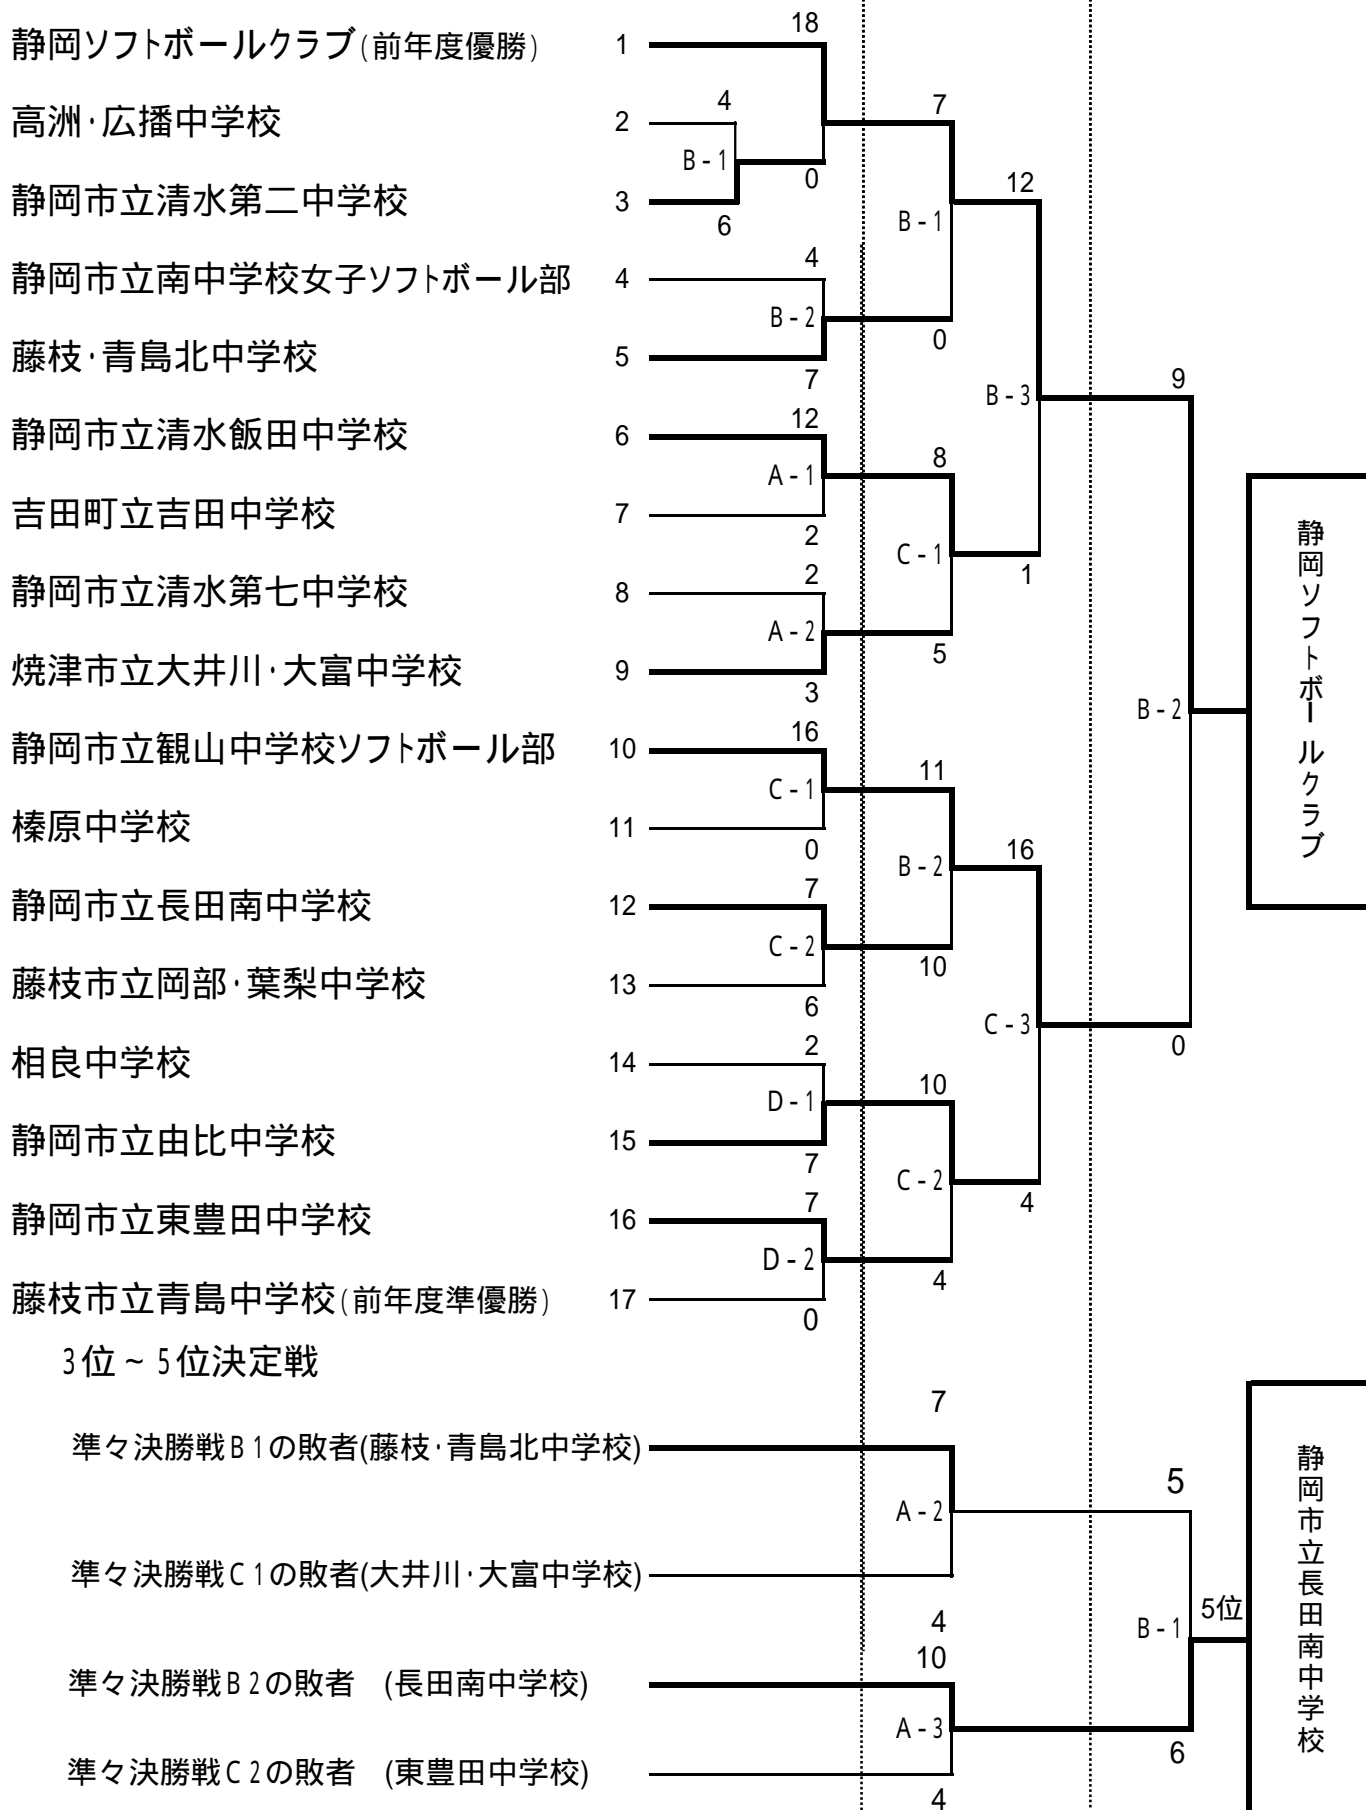 18
静岡ソフトボールクラブ(前年度優勝) 1
4 7
高洲・広播中学校 2
B-1
0 12
静岡市立清水第二中学校 3
6 B-1
4
静岡市立南中学校女子ソフトボール部 4
B-2
0
藤枝・青島北中学校 5
7 9
B-3
12
静岡市立清水飯田中学校 6
8
A-1
吉田町立吉田中学校 7
2
C-1
2 1
静岡市立清水第七中学校 8
A-2
5
焼津市立大井川・大富中学校 9
3
B-2
静岡ソフトボールクラブ
16
静岡市立観山中学校ソフトボール部 10
11
C-1
榛原中学校 11
0 16
B-2
7
静岡市立長田南中学校 12
C-2
10
藤枝市立岡部・葉梨中学校 13
6
C-3
2 0
相良中学校 14
10
D-1
静岡市立由比中学校 15
7
C-2
7 4
静岡市立東豊田中学校 16
D-2
4
藤枝市立青島中学校(前年度準優勝) 17
0
3位~5位決定戦
7
準々決勝戦B1の敗者(藤枝・青島北中学校)
5
A-2
準々決勝戦C1の敗者(大井川・大富中学校)
5位
4
B-1
10
準々決勝戦B2の敗者 (長田南中学校)
A-3
6
準々決勝戦C2の敗者 (東豊田中学校)
4
静岡市立長田南中学校